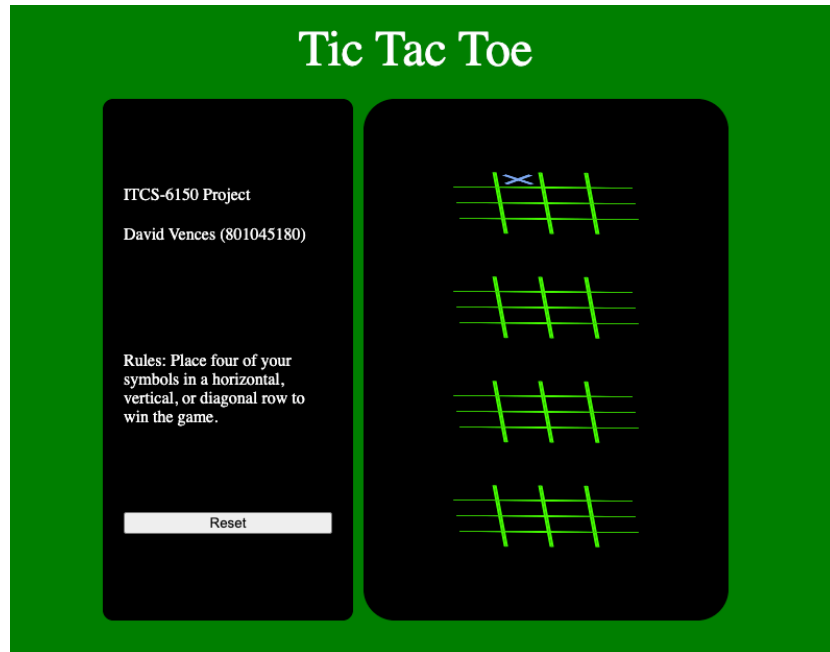 Tic Tac Toe
ITCS-6150 Project
David Vences (801045180)
Rules: Place four of your
symbols in a horizontal,
vertical, or diagonal row to
win the game.
Reset